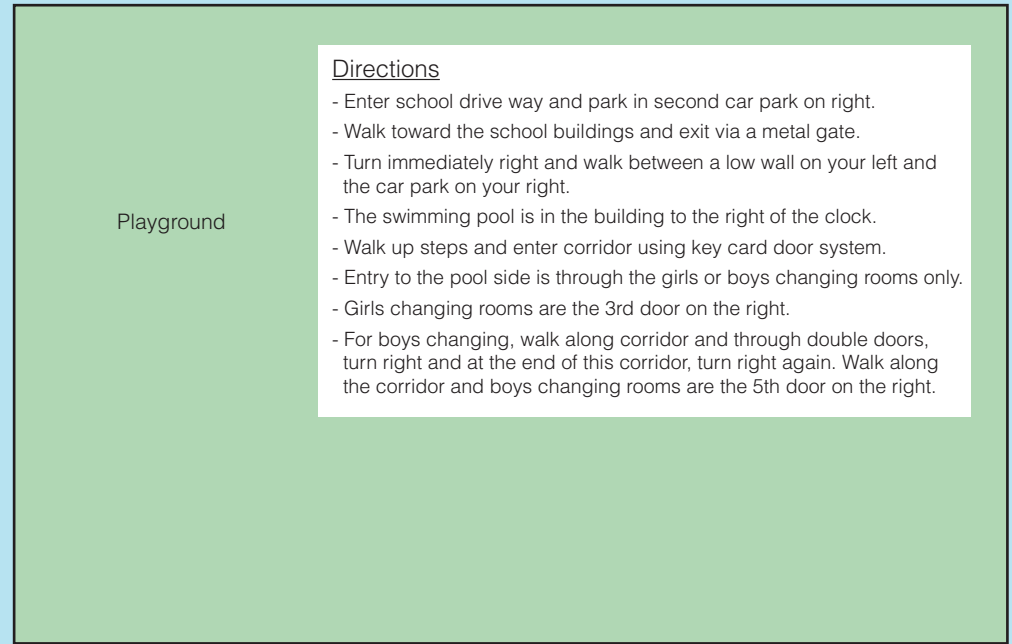 Directions
- Enter school drive way and park in second car park on right.
- Walk toward the school buildings and exit via a metal gate.
- Turn immediately right and walk between a low wall on your left and
the car park on your right.
- The swimming pool is in the building to the right of the clock.
- Walk up steps and enter corridor using key card door system.
- Entry to the pool side is through the girls or boys changing rooms only.
- Girls changing rooms are the 3rd door on the right.
- For boys changing, walk along corridor and through double doors,
turn right and at the end of this corridor, turn right again. Walk along
the corridor and boys changing rooms are the 5th door on the right.
Playground